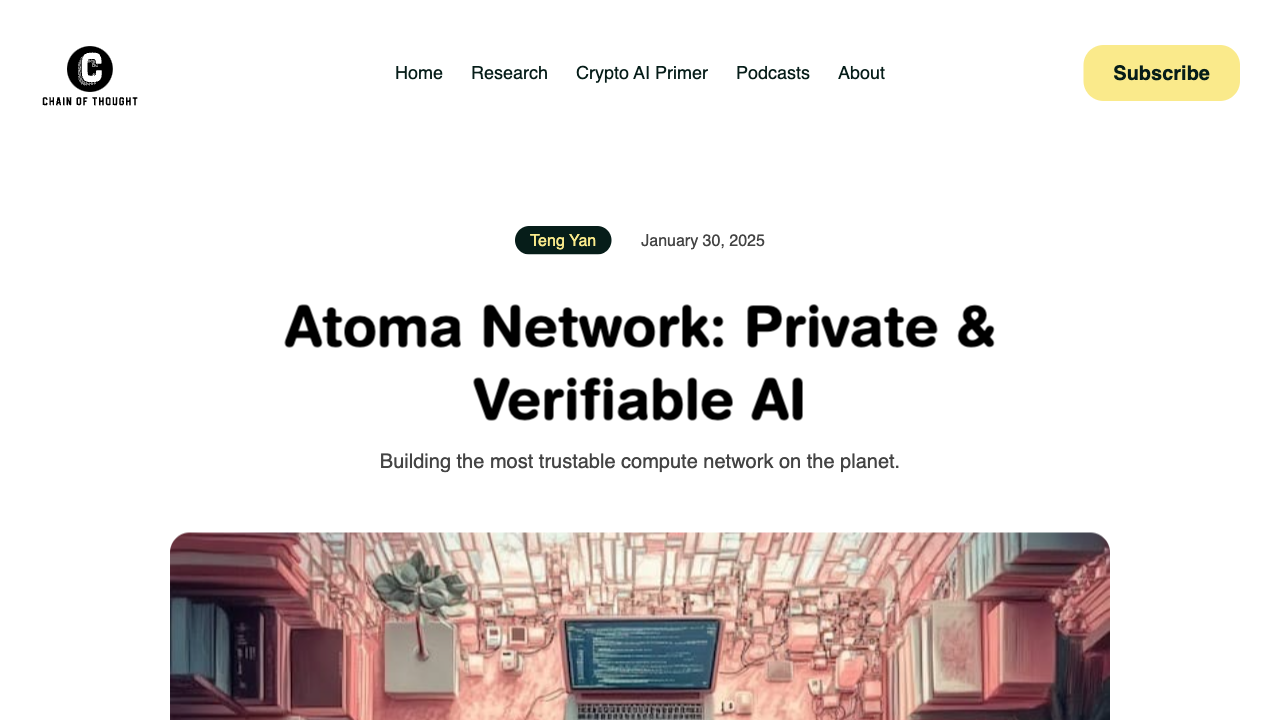 C
CHAIN OF THOUGHT
Home
Research
Crypto AI Primer
Podcasts
About
Subscribe
Teng Yan
January 30, 2025
Atoma Network: Private &
Verifiable AI
Building the most trustable compute network on the planet.